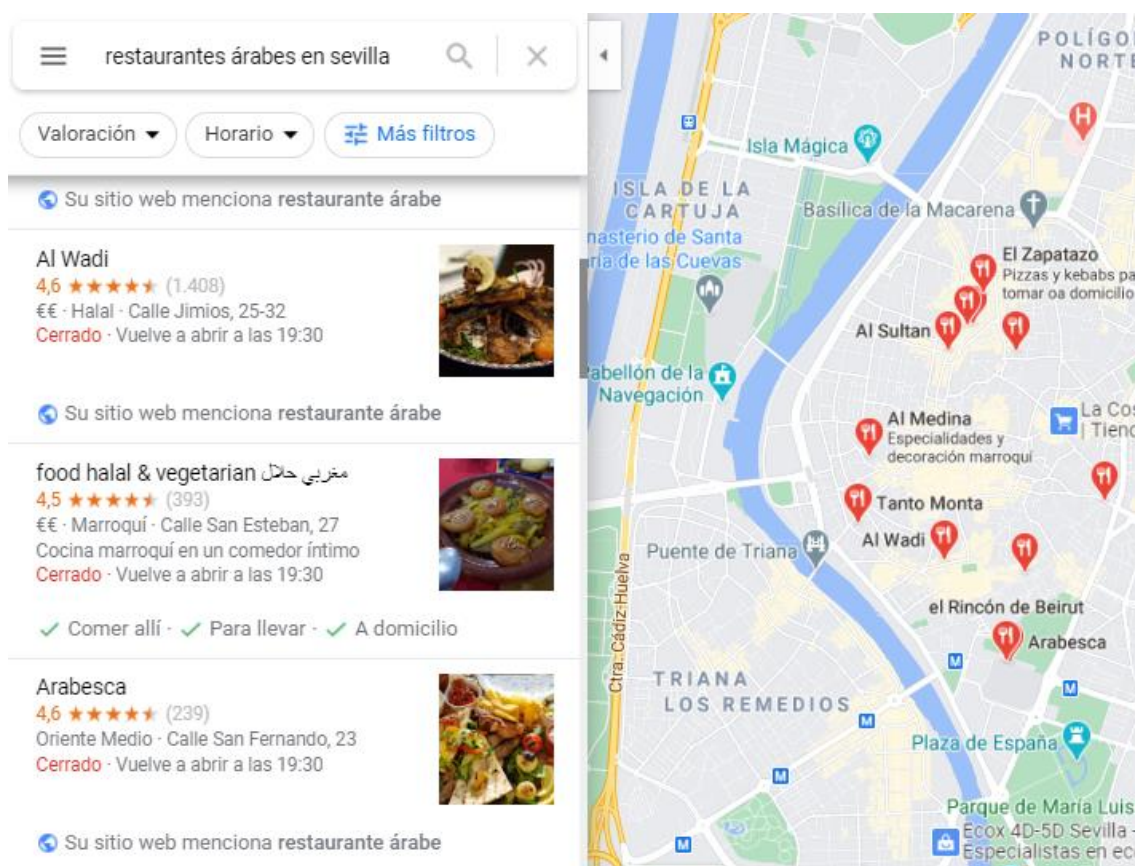 restaurantes árabes en sevilla
Valoración
Horario
Más filtros
Su sitio web menciona restaurante árabe
Al Wadi
4,6 (1.408)
€€ · Halal · Calle Jimios, 25-32
Cerrado · Vuelve a abrir a las 19:30
Su sitio web menciona restaurante árabe
food halal & vegetarian مغربي حلال
4,5 (393)
€€ · Marroquí · Calle San Esteban, 27
Cocina marroquí en un comedor íntimo
Cerrado · Vuelve a abrir a las 19:30
Comer allí · Para llevar · A domicilio
Arabesca
4,6 (239)
Oriente Medio · Calle San Fernando, 23
Cerrado · Vuelve a abrir a las 19:30
Su sitio web menciona restaurante árabe
POLÍGO
NORTE
H
Isla Mágica
ISLA DE LA
CARTUJA
Basílica de la Macarena
nasterio de Santa
ría de las Cuevas
El Zapatazo
Pizzas y kebabs pa
tomar oa domicilio
Al Sultan
Pabellón de la
Navegación
La Cos
| Tiend
Al Medina
Especialidades y
decoración marroquí
Tanto Monta
Al Wadi
Puente de Triana
Ctra. Cádiz-Huelva
el Rincón de Beirut
Arabesca
M
M
TRIANA
LOS REMEDIOS
M
Plaza de España
M
Parque de María Luis
M
Ecox 4D-5D Sevilla -
Especialistas en ec